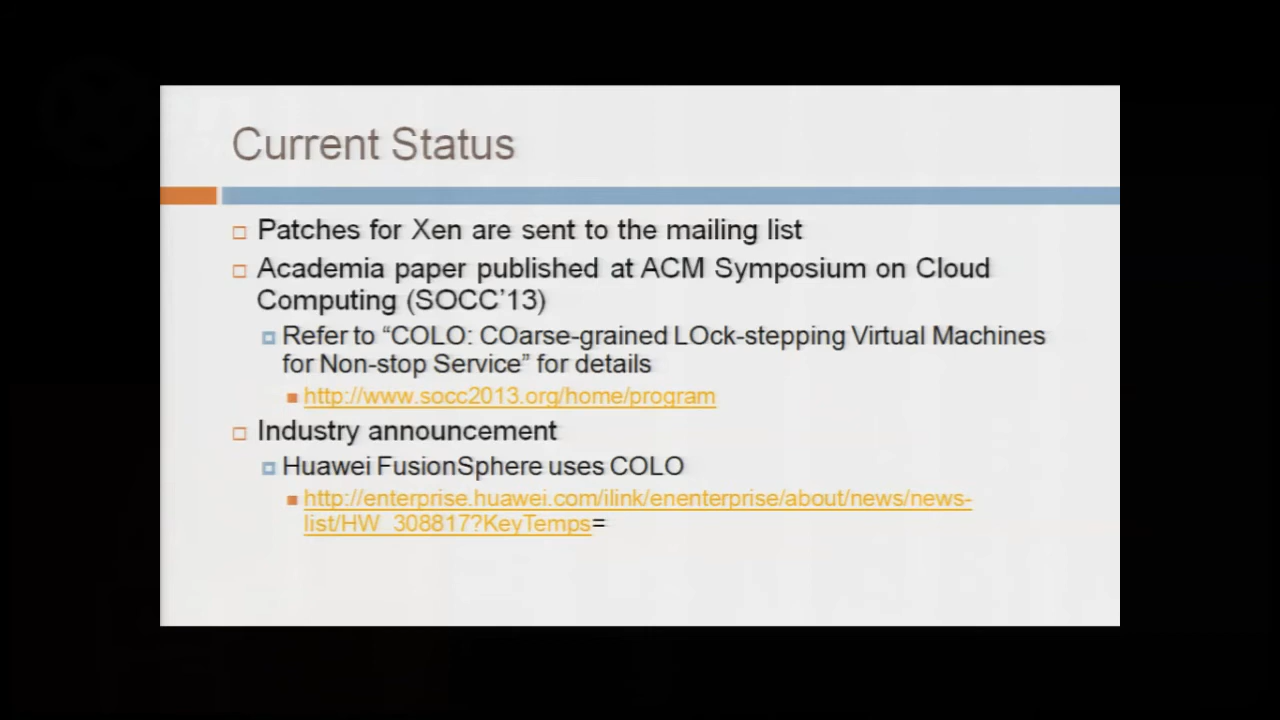 Current Status
Patches for Xen are sent to the mailing list
Academia paper published at ACM Symposium on Cloud
Computing (SOCC’13)
Refer to “COLO: COarse-grained LOck-stepping Virtual Machines
for Non-stop Service” for details
http://www.socc2013.org/home/program
Industry announcement
Huawei FusionSphere uses COLO
http://enterprise.huawei.com/ilink/enenterprise/about/news/news-
list/HW_308817?KeyTemps=